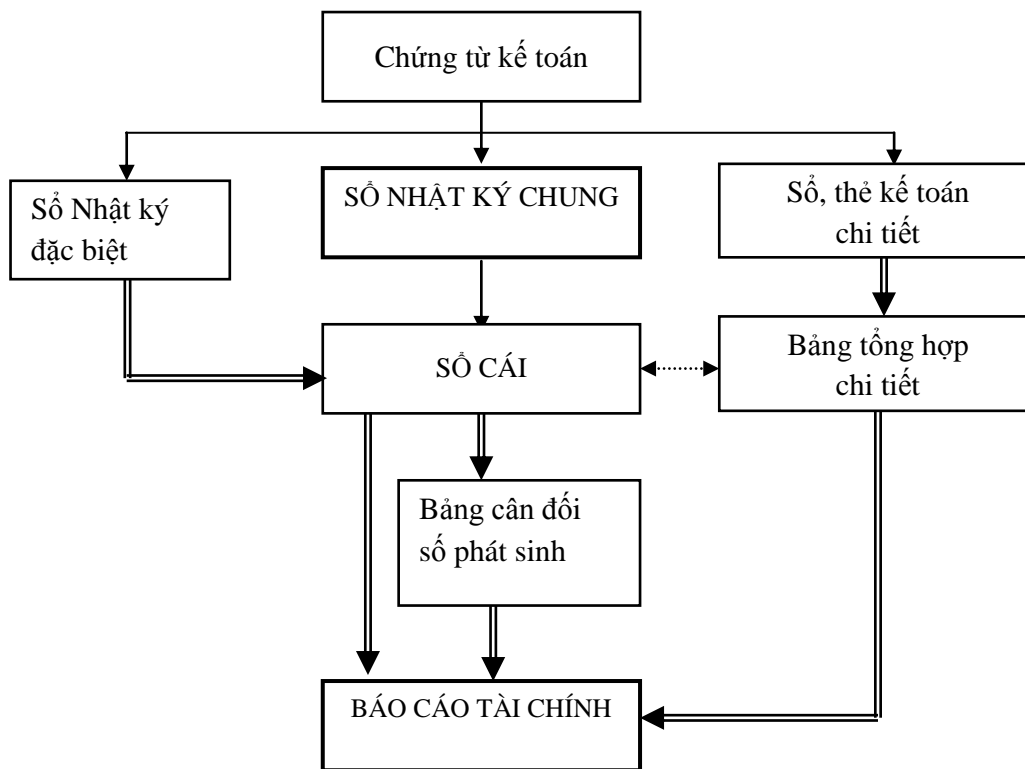 Chứng từ kế toán
Sổ Nhật ký
đặc biệt
SỔ NHẬT KÝ CHUNG
Sổ, thẻ kế toán
chi tiết
SỔ CÁI
Bảng tổng hợp
chi tiết
Bảng cân đối
số phát sinh
BÁO CÁO TÀI CHÍNH